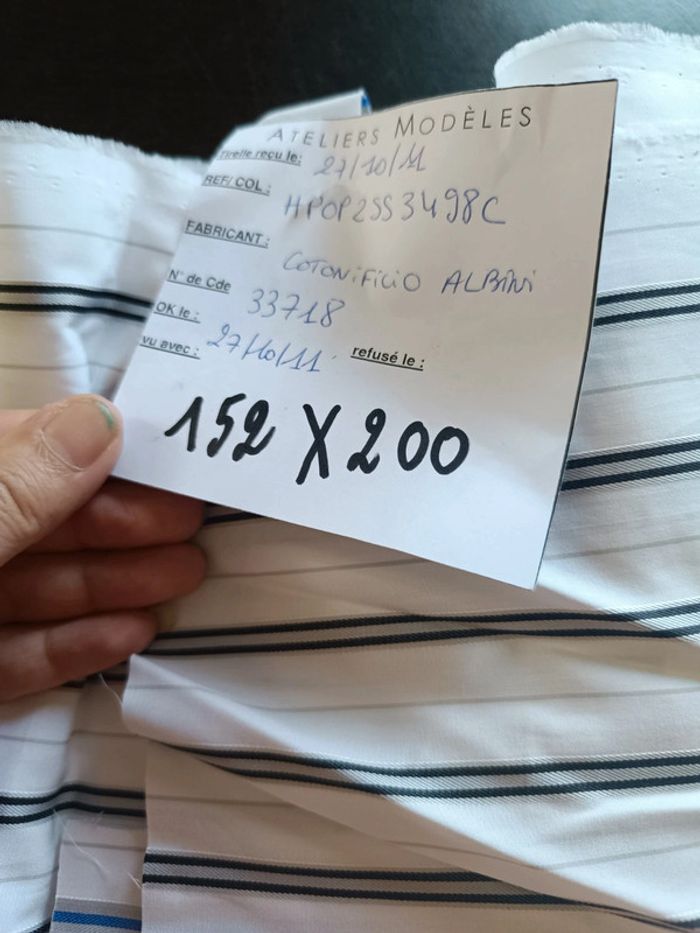 ATELIERS MODÈLES
Tirelle reçu le: 27/10/11
REF/ COL : HPOP2SS3498C
FABRICANT : COTONiFiCiO ALBiNi
N° de Cde 33718
OK le : 27/10/11 refusé le :
vu avec :
152 X 200